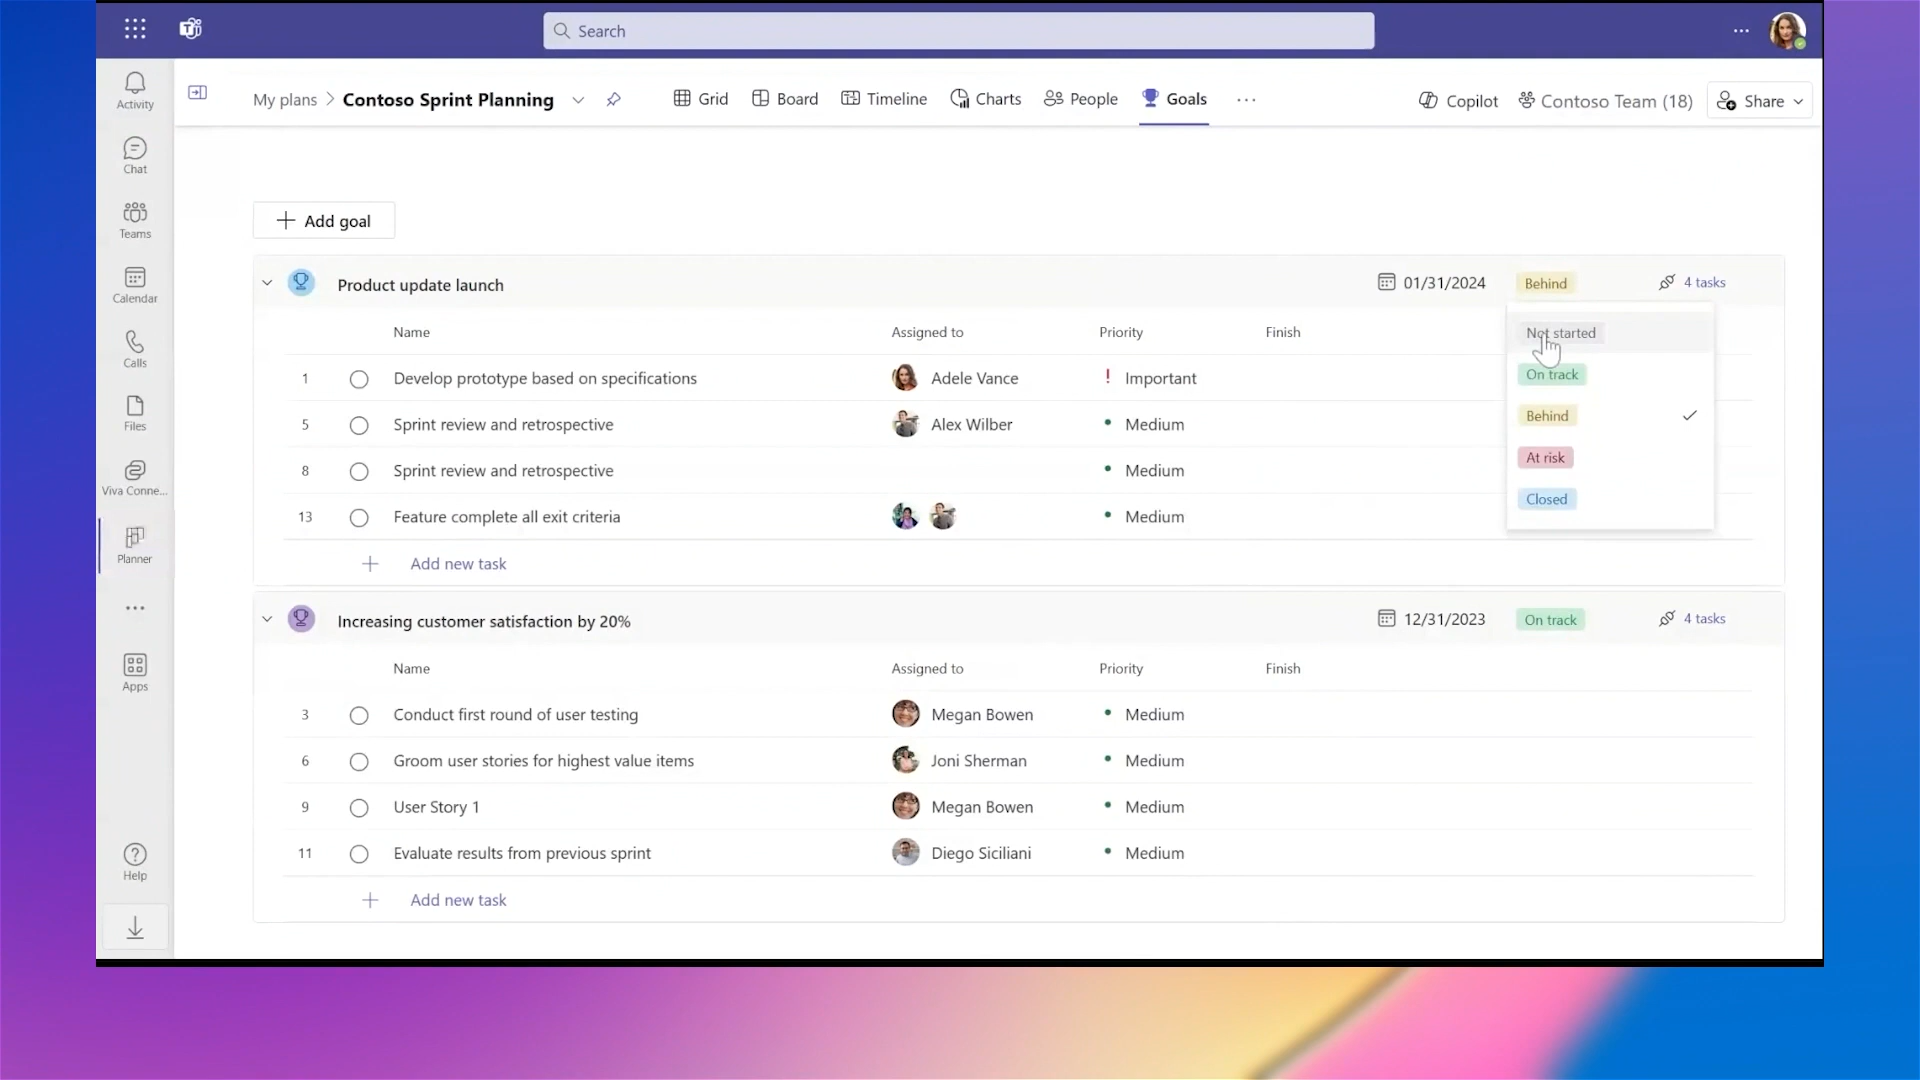 Search
Activity
Chat
Teams
Calendar
Calls
Files
Viva Conne...
Planner
Apps
Help
My plans > Contoso Sprint Planning
Grid Board Timeline Charts People Goals ...
Copilot Contoso Team (18) Share
+ Add goal
Product update launch 01/31/2024 Behind 4 tasks
Name Assigned to Priority Finish
1 Develop prototype based on specifications Adele Vance ! Important
5 Sprint review and retrospective Alex Wilber Medium
8 Sprint review and retrospective Medium
13 Feature complete all exit criteria Medium
+ Add new task
Not started
On track
Behind
At risk
Closed
Increasing customer satisfaction by 20% 12/31/2023 On track 4 tasks
Name Assigned to Priority Finish
3 Conduct first round of user testing Megan Bowen Medium
6 Groom user stories for highest value items Joni Sherman Medium
9 User Story 1 Megan Bowen Medium
11 Evaluate results from previous sprint Diego Siciliani Medium
+ Add new task